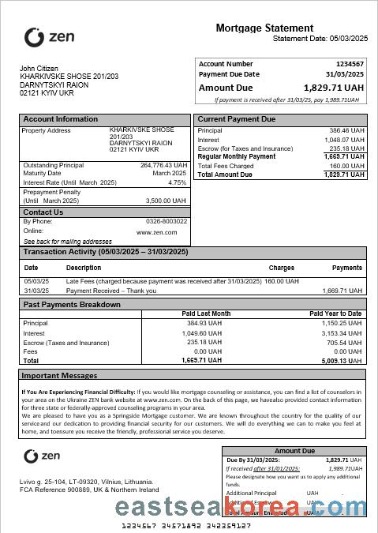 zen
Mortgage Statement
Statement Date: 05/03/2025
John Citizen
KHARKIVSKE SHOSE 201/203
DARNYTSKYI RAION
02121 KYIV UKR
Account Number 1234567
Payment Due Date 31/03/2025
Amount Due 1,829.71 UAH
If payment is received after 31/03/25, pay 1,989.71UAH
Account Information
Property Address KHARKIVSKE SHOSE
201/203
DARNYTSKYI RAION
02121 KYIV UKR
Outstanding Principal 264,776.43 UAH
Maturity Date March 2025
Interest Rate (Until March 2025) 4.75%
Prepayment Penalty
(Until March 2025) 3,500.00 UAH
Contact Us
By Phone: 0326-8003022
Online: www.zen.com
See back for mailing addresses
Current Payment Due
Principal 386.46 UAH
Interest 1,048.07 UAH
Escrow (for Taxes and Insurance) 235.18 UAH
Regular Monthly Payment 1,669.71 UAH
Total Fees Charged 160.00 UAH
Total Amount Due 1,829.71 UAH
Transaction Activity (05/03/2025 – 31/03/2025)
Date Description Charges Payments
05/03/25 Late Fees (charged because payment was received after 31/03/2025) 160.00 UAH
31/03/25 Payment Received – Thank you 1,669.71 UAH
Past Payments Breakdown
Paid Last Month Paid Year to Date
Principal 384.93 UAH 1,150.25 UAH
Interest 1,049.60 UAH 3,153.34 UAH
Escrow (Taxes and Insurance) 235.18 UAH 705.54 UAH
Fees 0.00 UAH 0.00 UAH
Total 1,669.71 UAH 5,009.13 UAH
Important Messages
If You Are Experiencing Financial Difficulty: If you would like mortgage counseling or assistance, you can find a list of counselors in
your area on the Ukraine ZEN bank website at www.zen.com. On the back of this page, we have also provided contact information
for three state or federally-approved counseling programs in your area.
We are pleased to have you as a Springside Mortgage customer. We are known throughout the country for the quality of our
service and our dedication to providing financial security for our customers. We will do everything we can to make you feel at
home, and to ensure you receive the friendly, professional service you deserve.
zen
Lvivo g. 25-104, LT-09320, Vilnius, Lithuania
FCA Reference 900889, UK & Northern Ireland
Amount Due
Due By 31/03/2025: 1,829.71 UAH
If received after 31/01/2025: 1,989.71UAH
Please designate how you want us to apply any additional
funds.
Additional Principal UAH
Additional Escrow UAH
eastseakorea.com